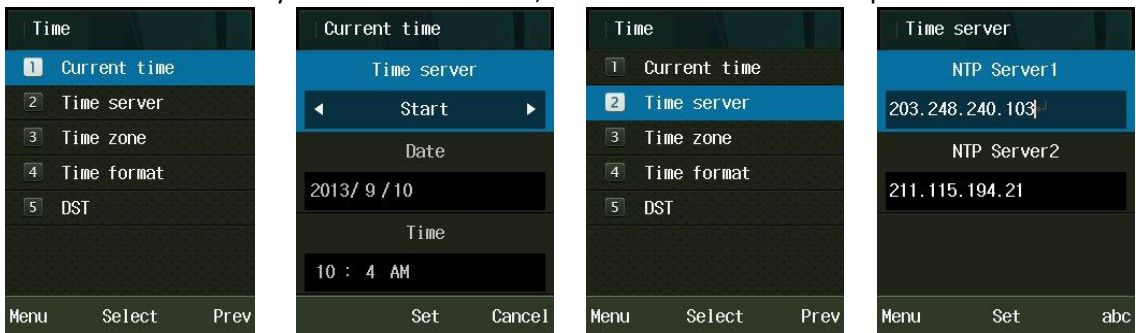 Time
1 Current time
2 Time server
3 Time zone
4 Time format
5 DST
Menu Select Prev
Current time
Time server
Start
Date
2013/ 9 /10
Time
10 : 4 AM
Set Cancel
Time
1 Current time
2 Time server
3 Time zone
4 Time format
5 DST
Menu Select Prev
Time server
NTP Server1
203.248.240.103
NTP Server2
211.115.194.21
Menu Set abc